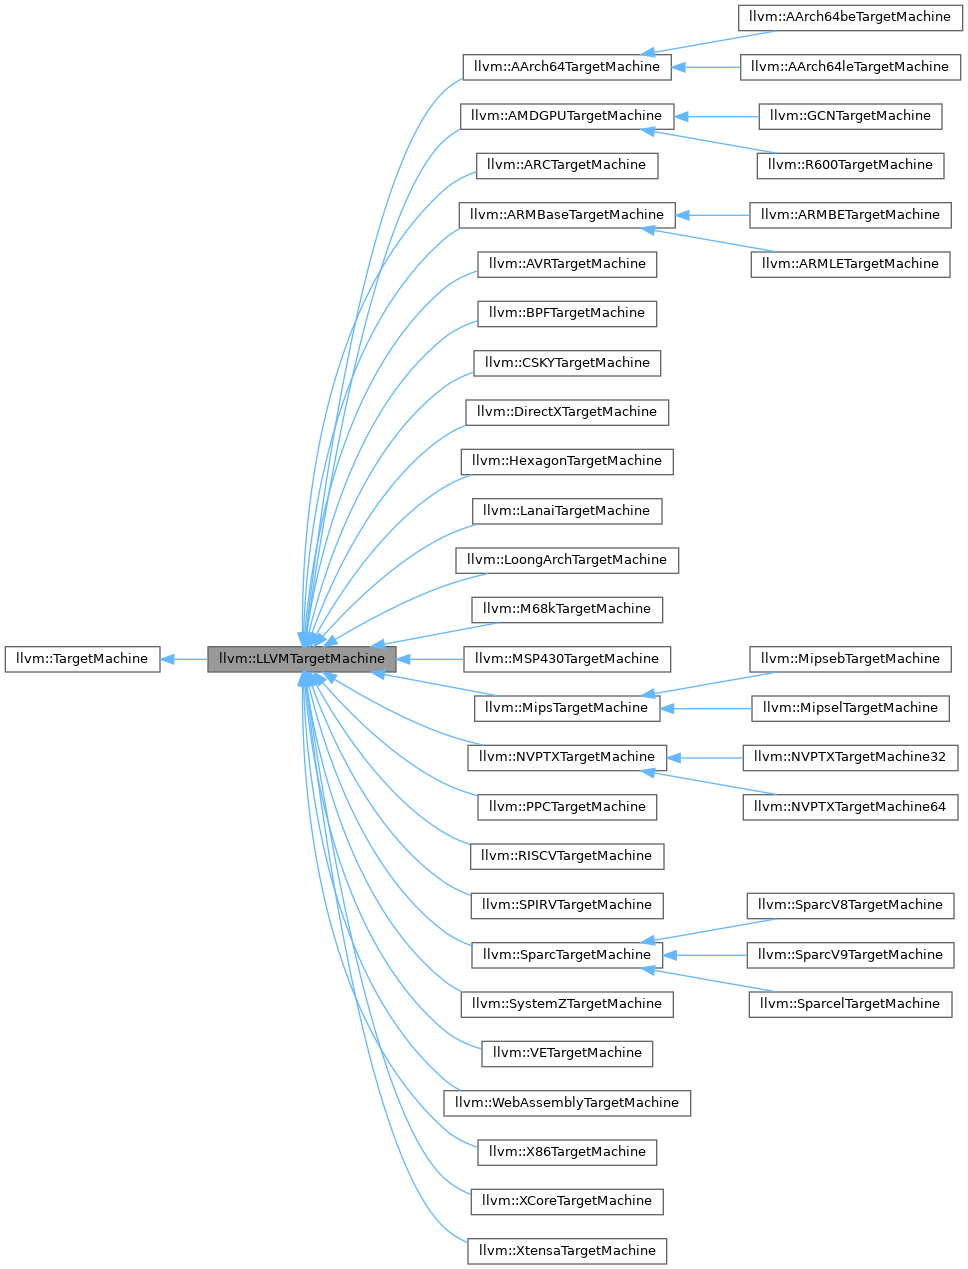 llvm::AArch64beTargetMachine
llvm::AArch64TargetMachine
llvm::AArch64leTargetMachine
llvm::AMDGPUTargetMachine
llvm::GCNTargetMachine
llvm::ARCTargetMachine
llvm::R600TargetMachine
llvm::ARMBaseTargetMachine
llvm::ARMBETargetMachine
llvm::AVRTargetMachine
llvm::ARMLETargetMachine
llvm::BPFTargetMachine
llvm::CSKYTargetMachine
llvm::DirectXTargetMachine
llvm::HexagonTargetMachine
llvm::LanaiTargetMachine
llvm::LoongArchTargetMachine
llvm::M68kTargetMachine
llvm::TargetMachine
llvm::LLVMTargetMachine
llvm::MSP430TargetMachine
llvm::MipsebTargetMachine
llvm::MipsTargetMachine
llvm::MipselTargetMachine
llvm::NVPTXTargetMachine
llvm::NVPTXTargetMachine32
llvm::PPCTargetMachine
llvm::NVPTXTargetMachine64
llvm::RISCVTargetMachine
llvm::SPIRVTargetMachine
llvm::SparcV8TargetMachine
llvm::SparcTargetMachine
llvm::SparcV9TargetMachine
llvm::SystemZTargetMachine
llvm::SparcelTargetMachine
llvm::VETargetMachine
llvm::WebAssemblyTargetMachine
llvm::X86TargetMachine
llvm::XCoreTargetMachine
llvm::XtensaTargetMachine